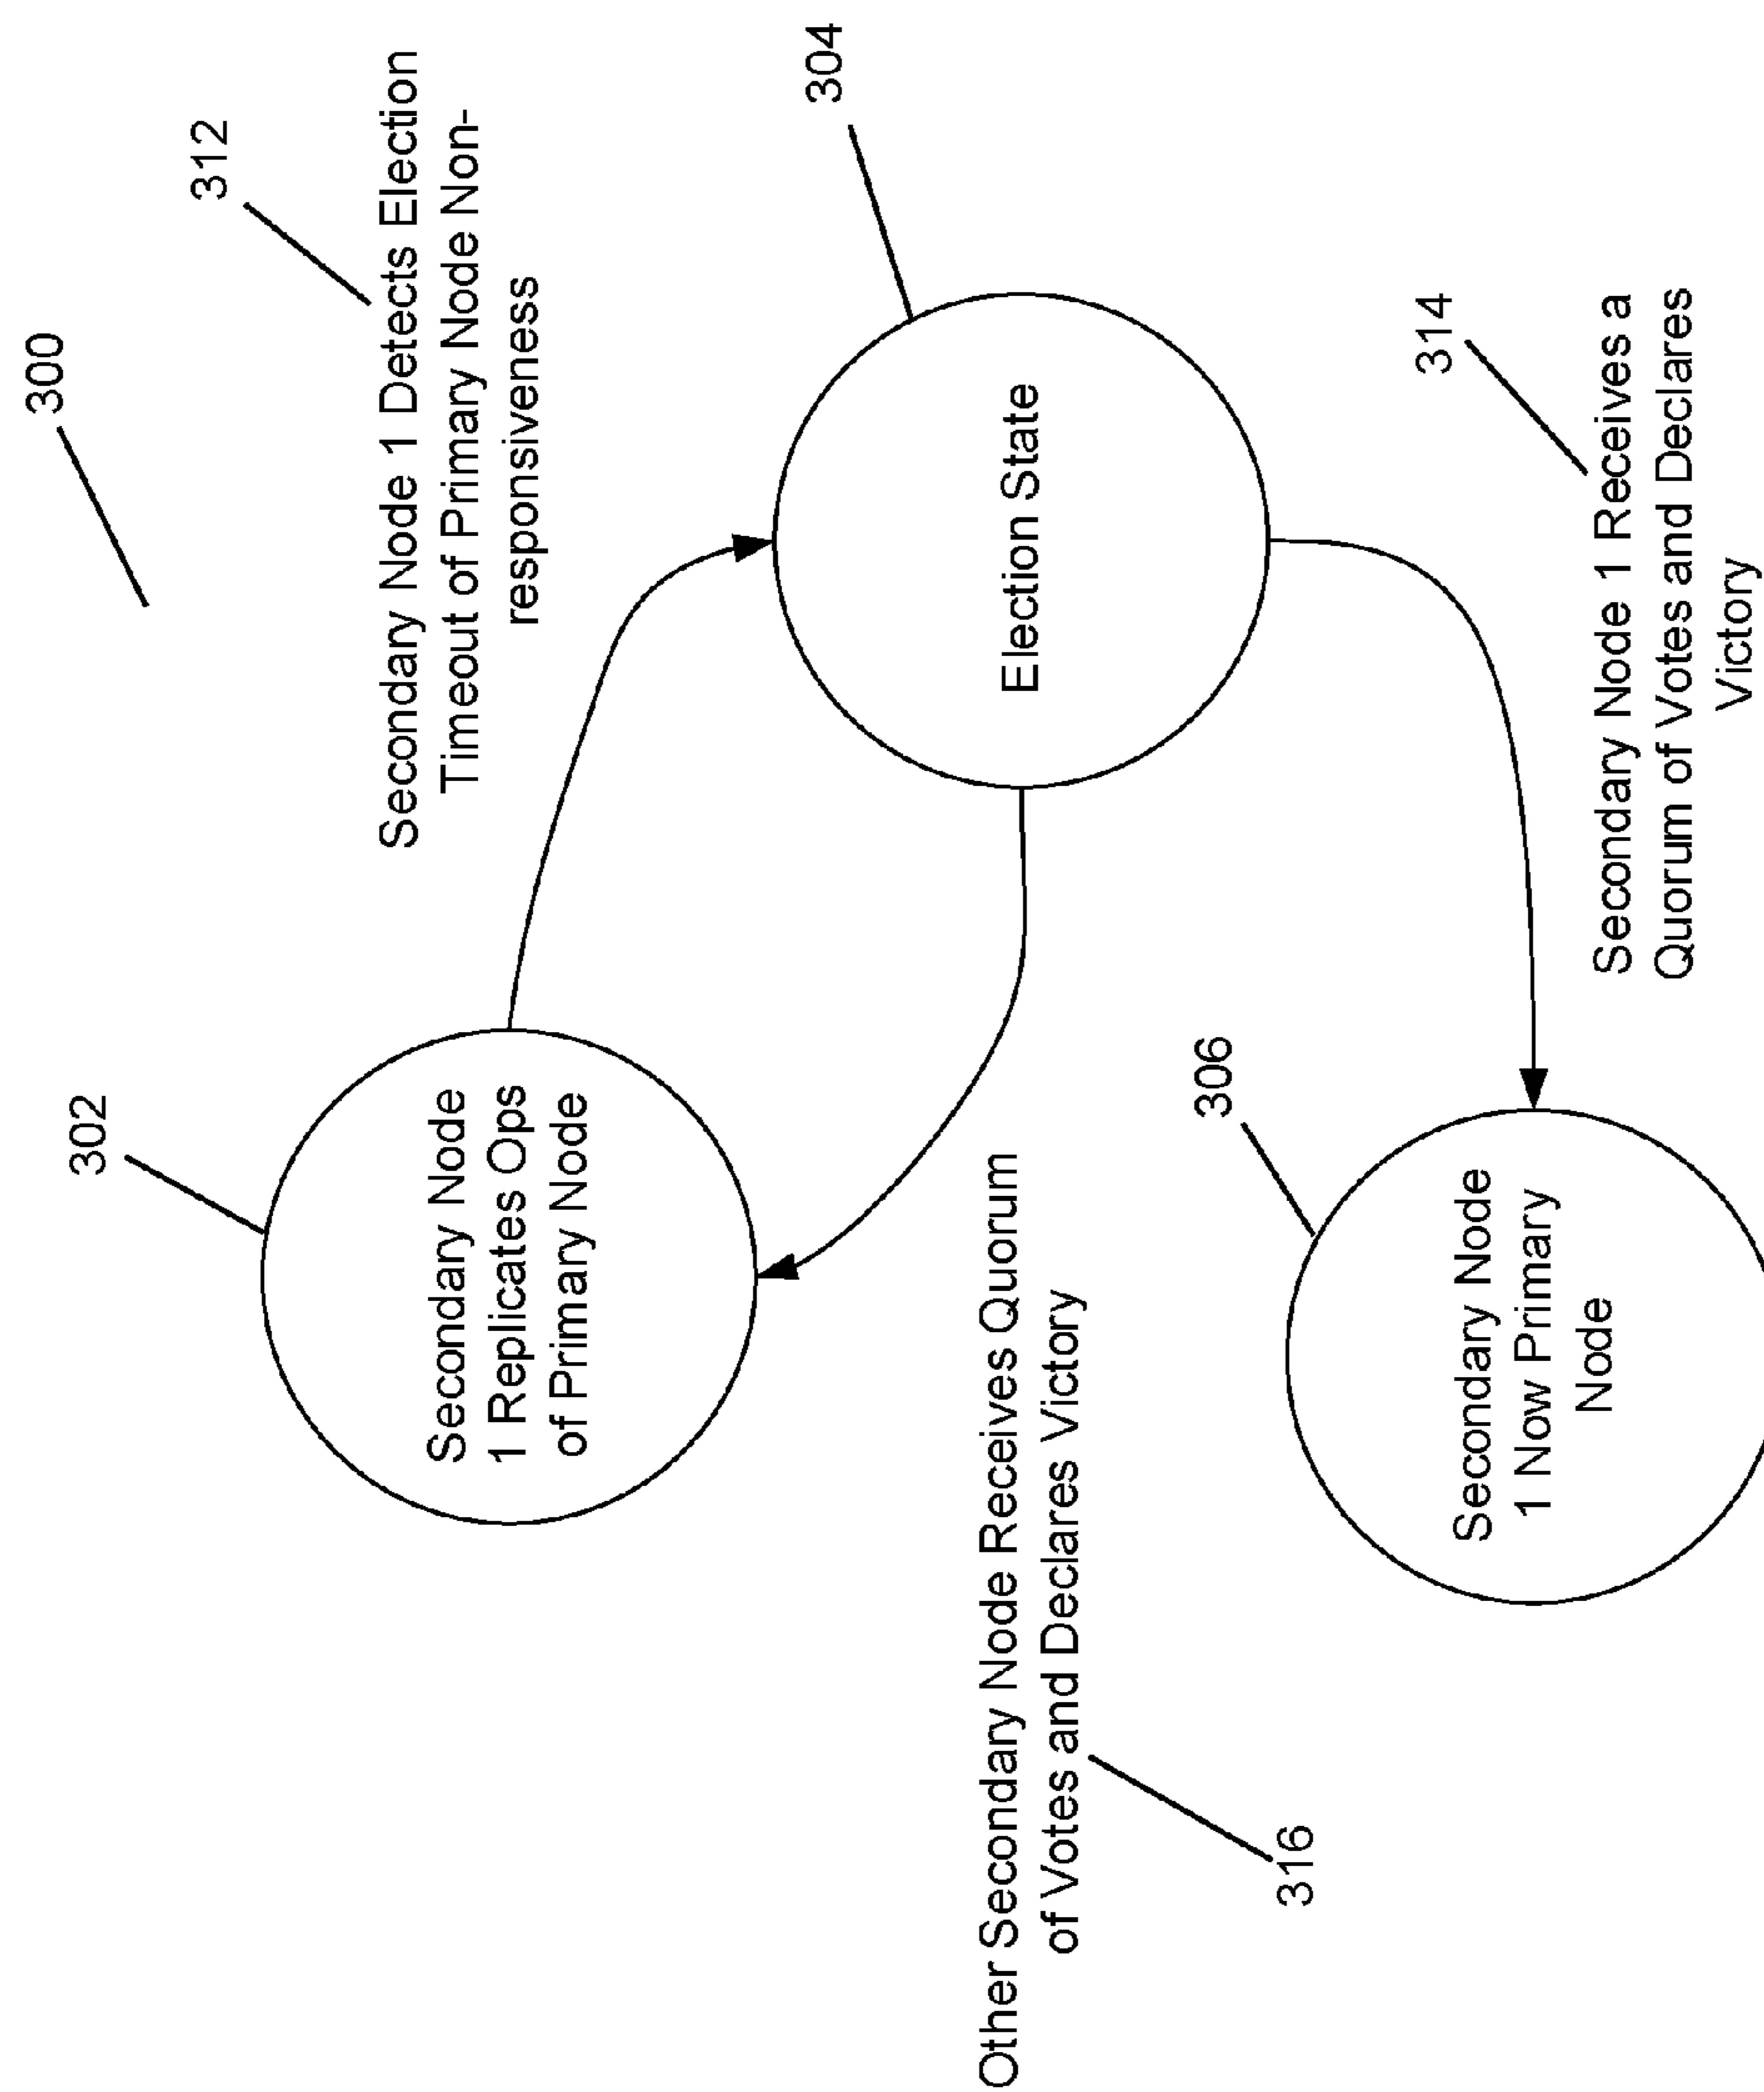 300
302
Secondary Node
1 Replicates Ops
of Primary Node
312
Secondary Node 1 Detects Election
Timeout of Primary Node Non-
responsiveness
304
Election State
Other Secondary Node Receives Quorum
of Votes and Declares Victory
316
306
Secondary Node
1 Now Primary
Node
314
Secondary Node 1 Receives a
Quorum of Votes and Declares
Victory